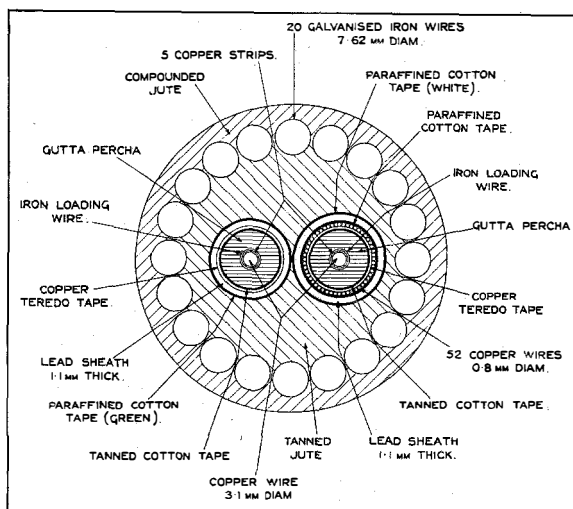 20 GALVANISED IRON WIRES
7·62 MM DIAM.
5 COPPER STRIPS.
COMPOUNDED
JUTE
PARAFFINED COTTON
TAPE (WHITE).
PARAFFINED
COTTON TAPE.
GUTTA PERCHA
IRON LOADING
WIRE.
IRON LOADING
WIRE.
GUTTA PERCHA
COPPER
TEREDO TAPE.
COPPER
TEREDO TAPE
LEAD SHEATH
1·1 MM THICK.
52 COPPER WIRES
0·8 MM DIAM.
PARAFFINED COTTON
TAPE (GREEN).
TANNED COTTON TAPE.
TANNED COTTON TAPE
TANNED
JUTE
LEAD SHEATH
1·1 MM THICK.
COPPER WIRE
3·1 MM DIAM